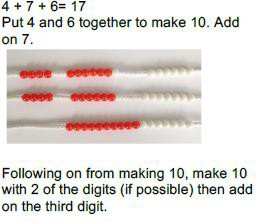 4 + 7 + 6= 17
Put 4 and 6 together to make 10. Add
on 7.
Following on from making 10, make 10
with 2 of the digits (if possible) then add
on the third digit.